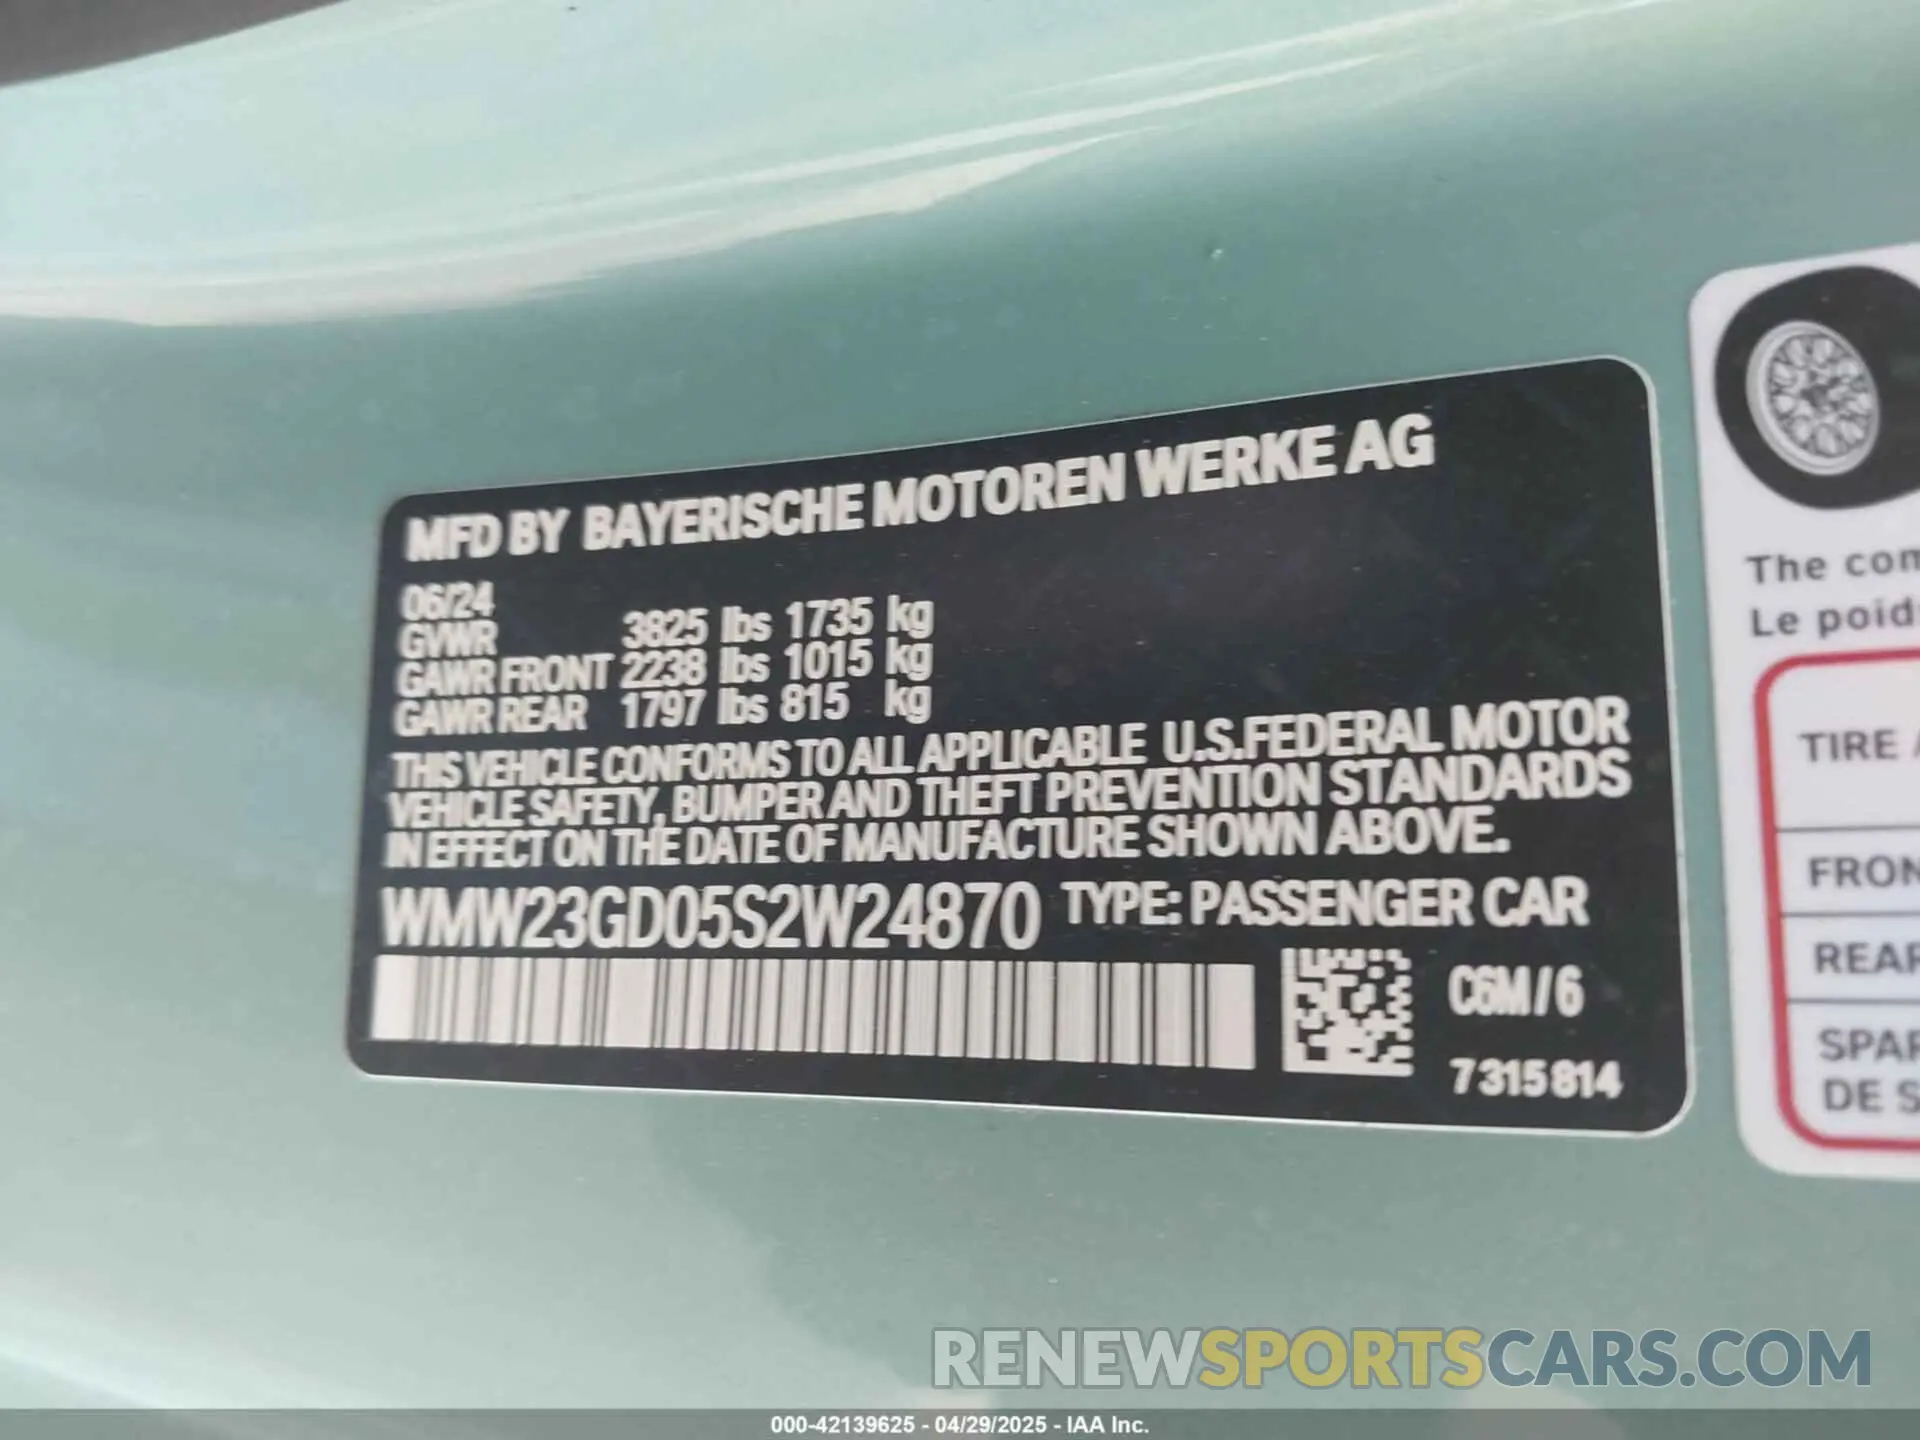 MFD BY BAYERISCHE MOTOREN WERKE AG
06/24
GVWR 3825 lbs 1735 kg
GAWR FRONT 2238 lbs 1015 kg
GAWR REAR 1797 lbs 815 kg
THIS VEHICLE CONFORMS TO ALL APPLICABLE U.S.FEDERAL MOTOR
VEHICLE SAFETY, BUMPER AND THEFT PREVENTION STANDARDS
IN EFFECT ON THE DATE OF MANUFACTURE SHOWN ABOVE.
WMW23GD05S2W24870 TYPE: PASSENGER CAR
C6M/6
7315814
The com
Le poid
TIRE
FRON
REAR
SPAR
DE S
RENEWSPORTSCARS.COM
000-42139625 - 04/29/2025 - IAA Inc.